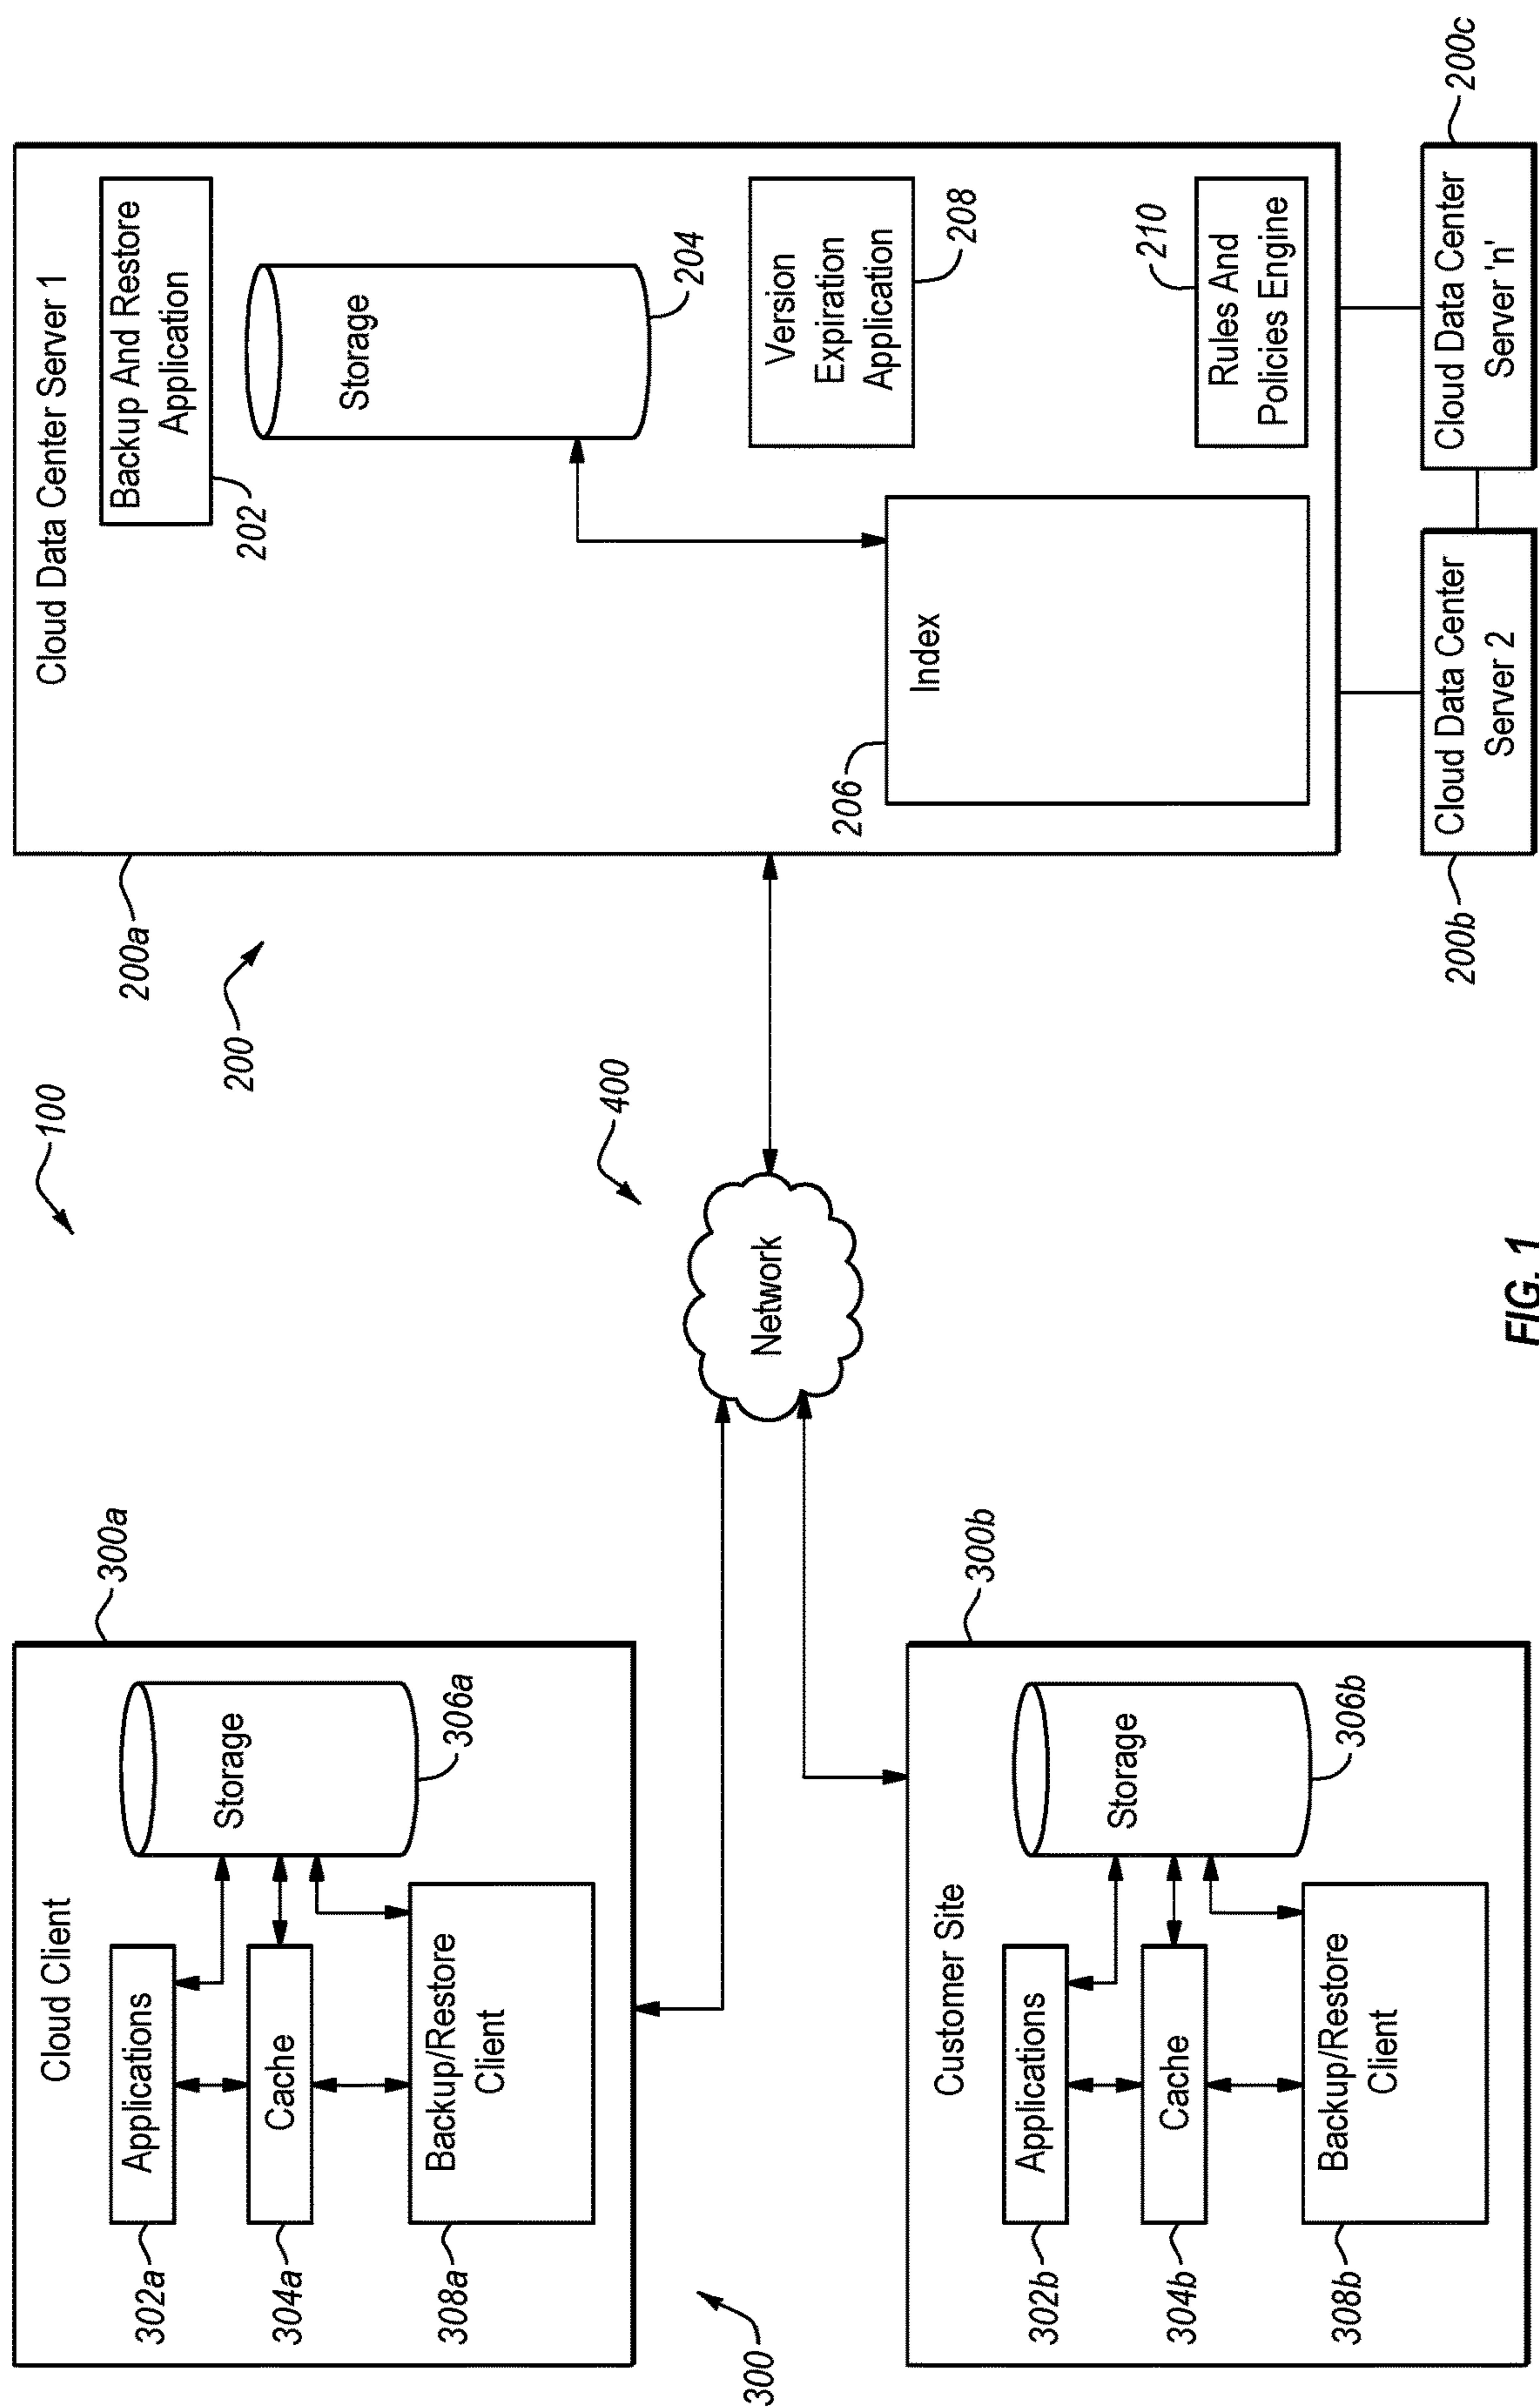 100
300
Cloud Client
300a
Applications
302a
Cache
304a
Storage
306a
Backup/Restore
Client
308a
Customer Site
300b
Applications
302b
Cache
304b
Storage
306b
Backup/Restore
Client
308b
400
Network
200
200a
Cloud Data Center Server 1
Backup And Restore
Application
202
Storage
204
Index
206
Version
Expiration
Application
208
Rules And
Policies Engine
210
Cloud Data Center
Server 2
200b
Cloud Data Center
Server 'n'
200c
FIG. 1